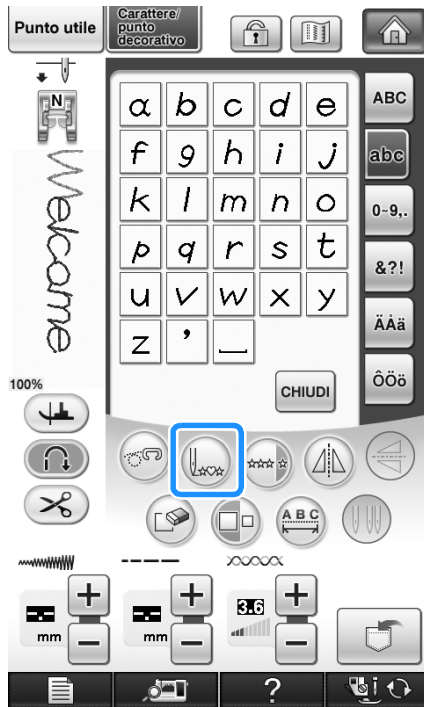 Punto utile
Carattere/
punto
decorativo
N
Welcome
100%
a b c d e
f g h i j
k l m n o
p q r s t
u v w x y
z ' _
CHIUDI
ABC
abc
0~9,.
&?!
ÄÅä
ÔÖö
A B C
mm
+
−
mm
+
−
3.6
+
−
?